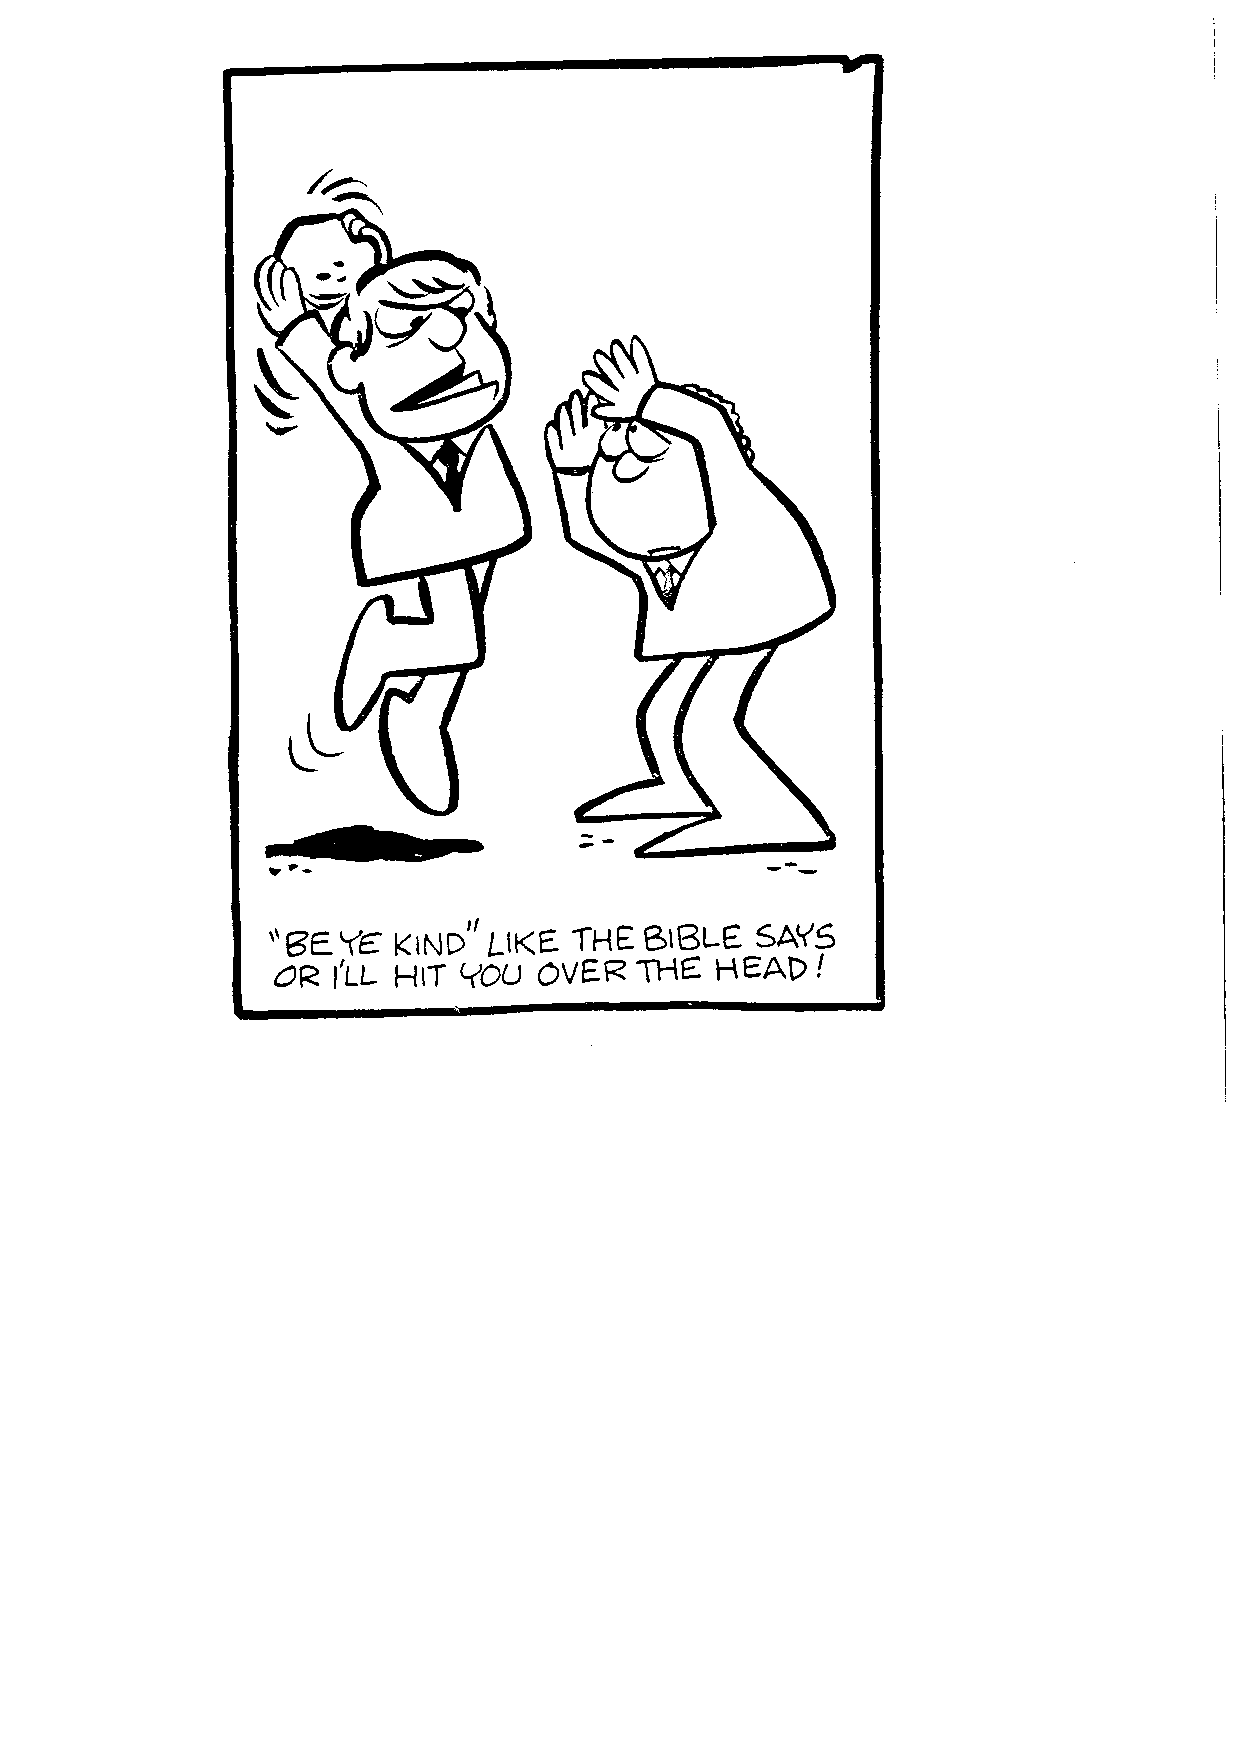 "BE YE KIND" LIKE THE BIBLE SAYS
OR I'LL HIT YOU OVER THE HEAD!